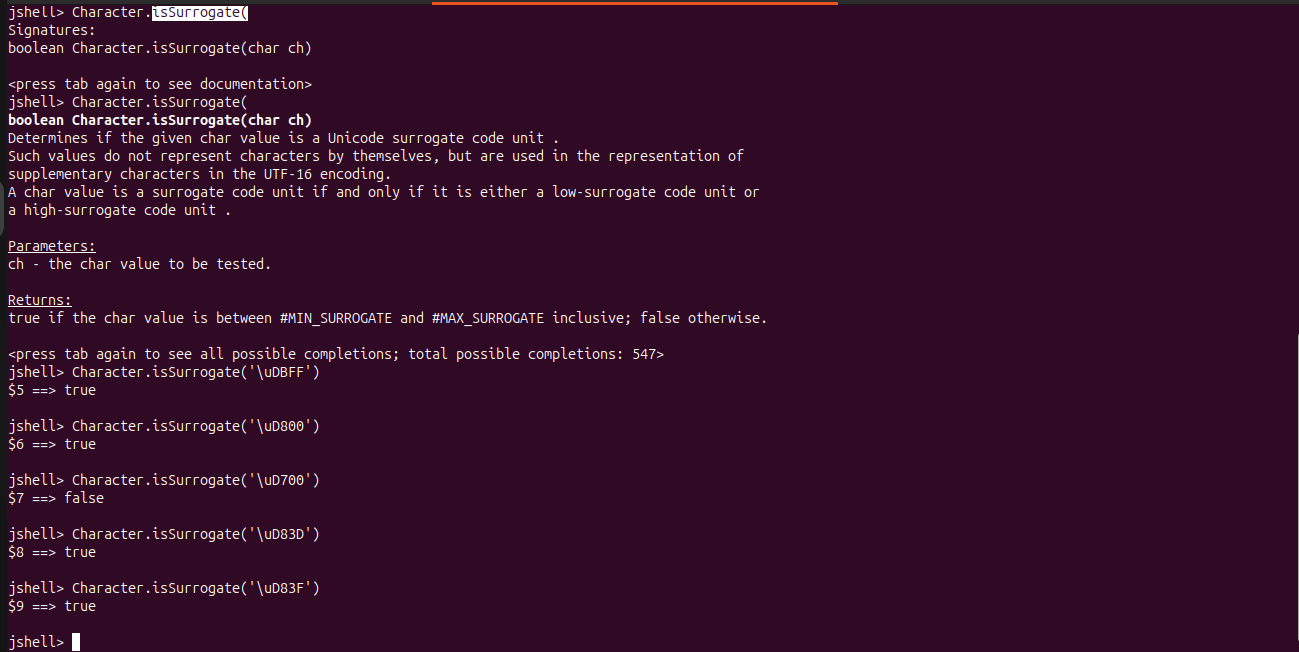 jshell> Character.isSurrogate(
Signatures:
boolean Character.isSurrogate(char ch)
<press tab again to see documentation>
jshell> Character.isSurrogate(
boolean Character.isSurrogate(char ch)
Determines if the given char value is a Unicode surrogate code unit .
Such values do not represent characters by themselves, but are used in the representation of
supplementary characters in the UTF-16 encoding.
A char value is a surrogate code unit if and only if it is either a low-surrogate code unit or
a high-surrogate code unit .
Parameters:
ch - the char value to be tested.
Returns:
true if the char value is between #MIN_SURROGATE and #MAX_SURROGATE inclusive; false otherwise.
<press tab again to see all possible completions; total possible completions: 547>
jshell> Character.isSurrogate('\uDBFF')
$5 ==> true
jshell> Character.isSurrogate('\uD800')
$6 ==> true
jshell> Character.isSurrogate('\uD700')
$7 ==> false
jshell> Character.isSurrogate('\uD83D')
$8 ==> true
jshell> Character.isSurrogate('\uD83F')
$9 ==> true
jshell>